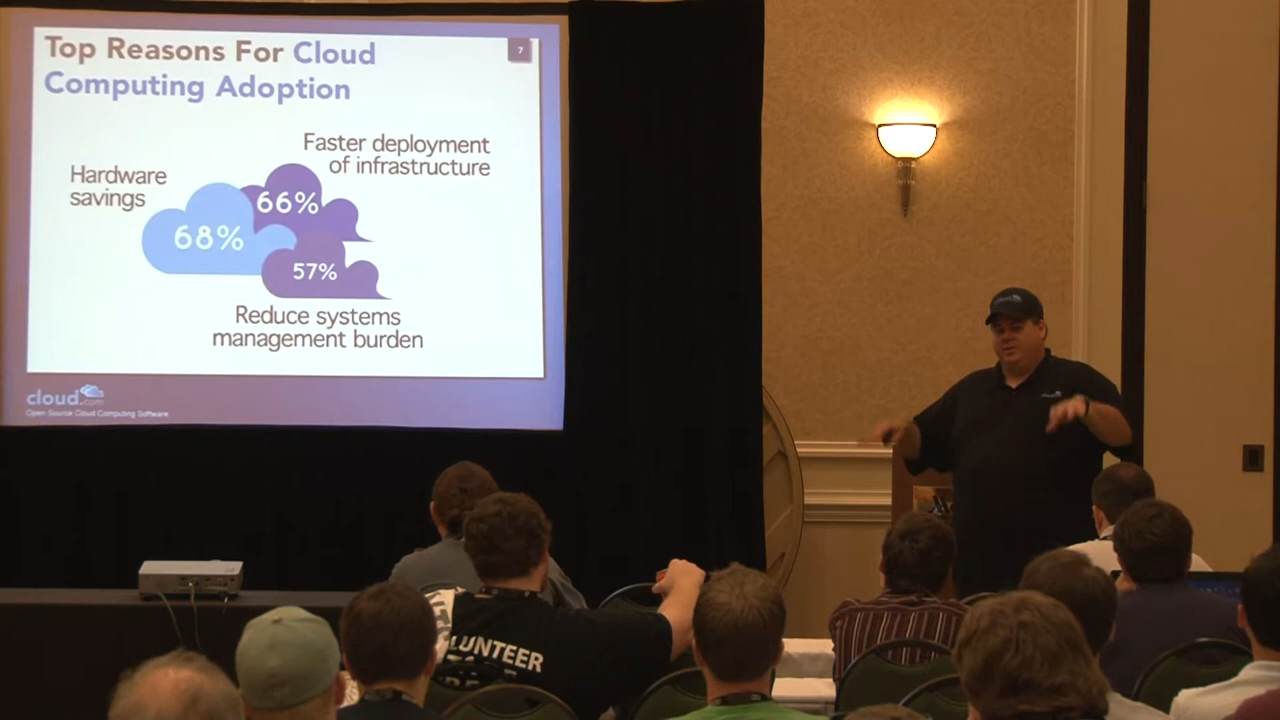 Top Reasons For Cloud
Computing Adoption
7
Faster deployment
of infrastructure
Hardware
savings
66%
68%
57%
Reduce systems
management burden
cloud.com
Open Source Cloud Computing Software
LUNTEER